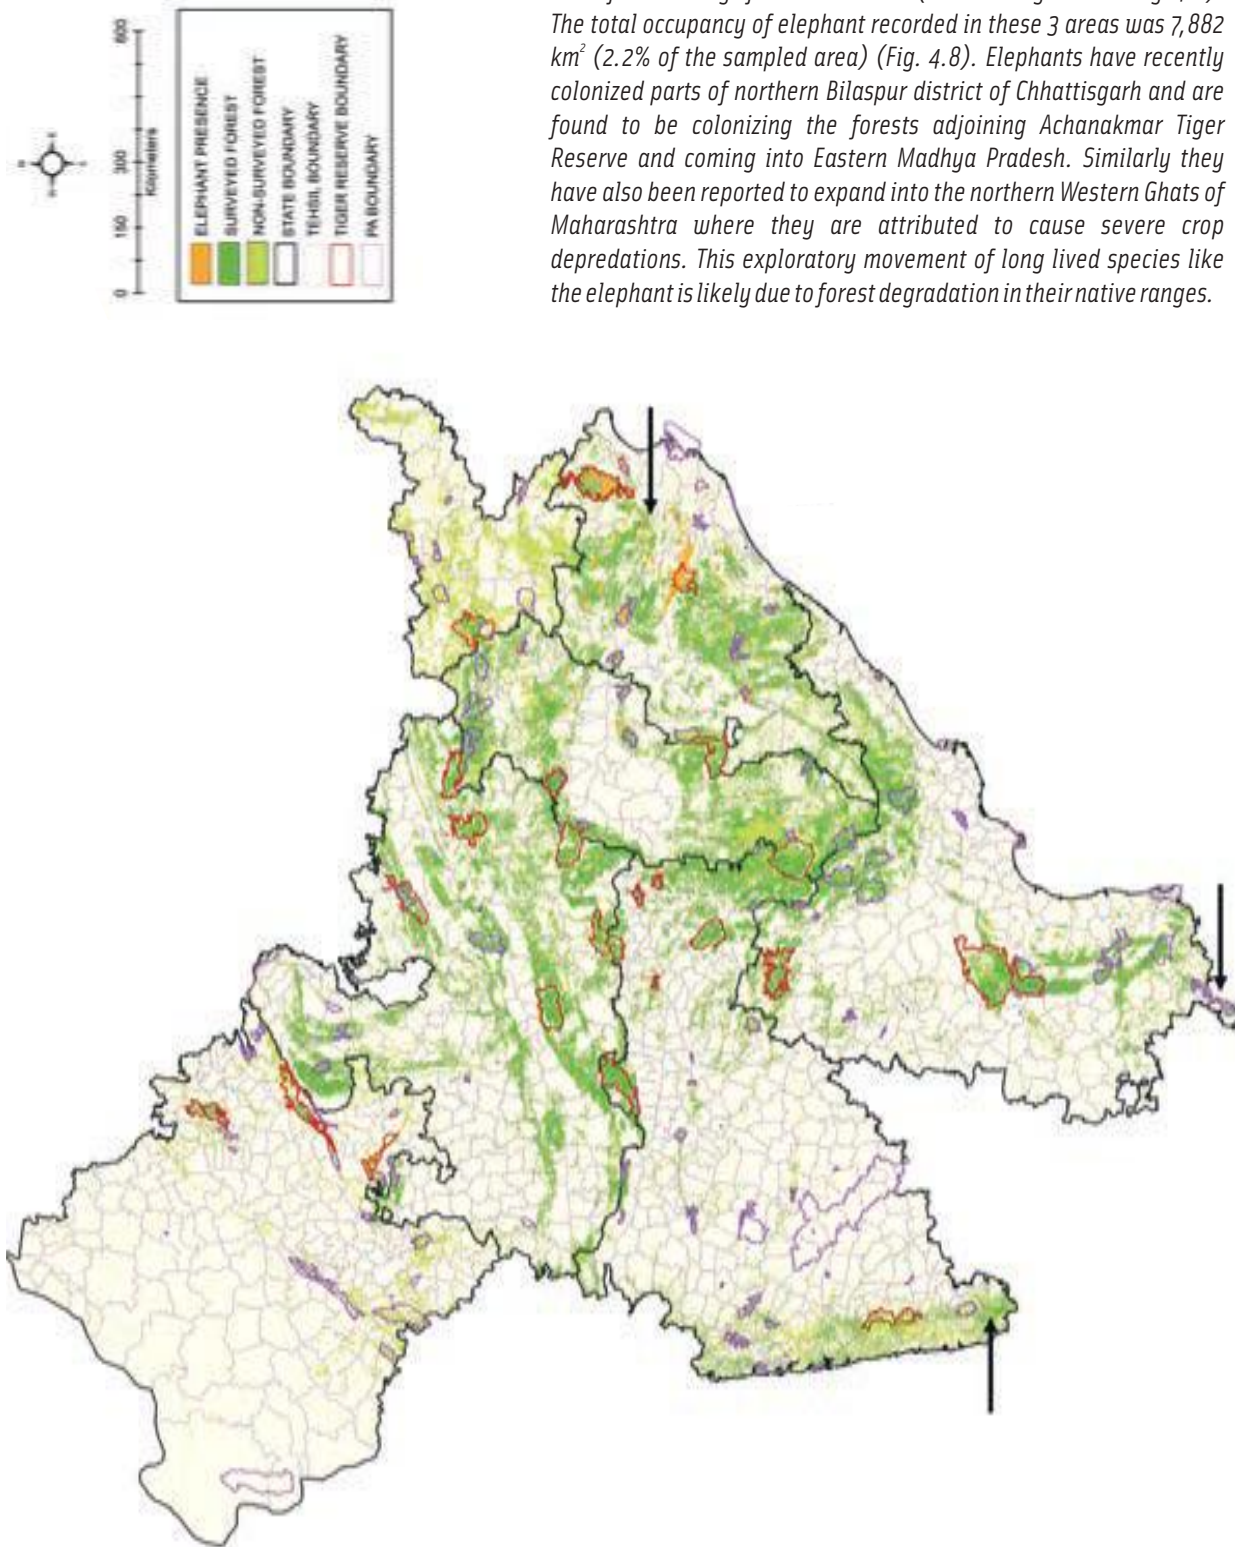 The total occupancy of elephant recorded in these 3 areas was 7,882
km² (2.2% of the sampled area) (Fig. 4.8). Elephants have recently
colonized parts of northern Bilaspur district of Chhattisgarh and are
found to be colonizing the forests adjoining Achanakmar Tiger
Reserve and coming into Eastern Madhya Pradesh. Similarly they
have also been reported to expand into the northern Western Ghats of
Maharashtra where they are attributed to cause severe crop
depredations. This exploratory movement of long lived species like
the elephant is likely due to forest degradation in their native ranges.
0 150 300 600
Kilometers
ELEPHANT PRESENCE
SURVEYED FOREST
NON-SURVEYED FOREST
STATE BOUNDARY
TEHSIL BOUNDARY
TIGER RESERVE BOUNDARY
PA BOUNDARY